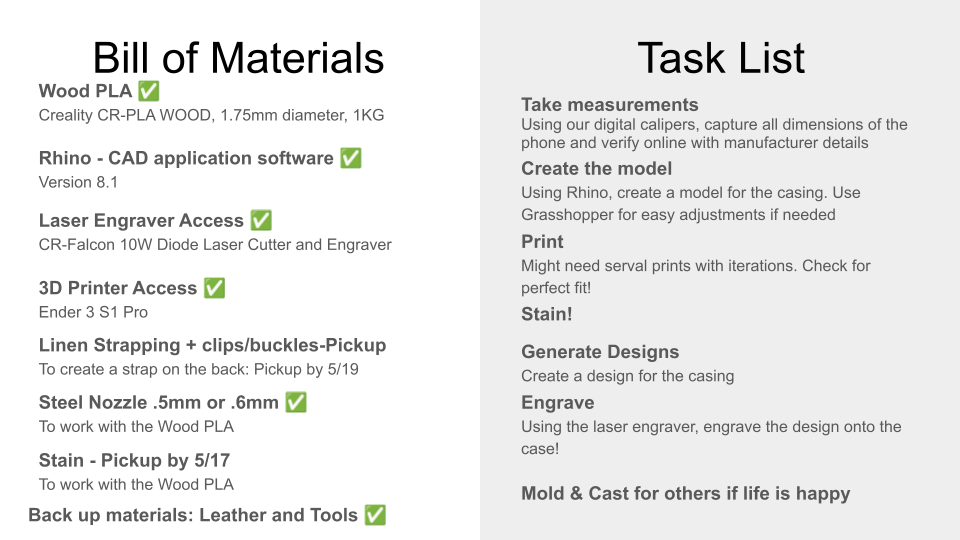 Bill of Materials
Wood PLA ✅
Creality CR-PLA WOOD, 1.75mm diameter, 1KG
Rhino - CAD application software ✅
Version 8.1
Laser Engraver Access ✅
CR-Falcon 10W Diode Laser Cutter and Engraver
3D Printer Access ✅
Ender 3 S1 Pro
Linen Strapping + clips/buckles-Pickup
To create a strap on the back: Pickup by 5/19
Steel Nozzle .5mm or .6mm ✅
To work with the Wood PLA
Stain - Pickup by 5/17
To work with the Wood PLA
Back up materials: Leather and Tools ✅
Task List
Take measurements
Using our digital calipers, capture all dimensions of the
phone and verify online with manufacturer details
Create the model
Using Rhino, create a model for the casing. Use
Grasshopper for easy adjustments if needed
Print
Might need serval prints with iterations. Check for
perfect fit!
Stain!
Generate Designs
Create a design for the casing
Engrave
Using the laser engraver, engrave the design onto the
case!
Mold & Cast for others if life is happy